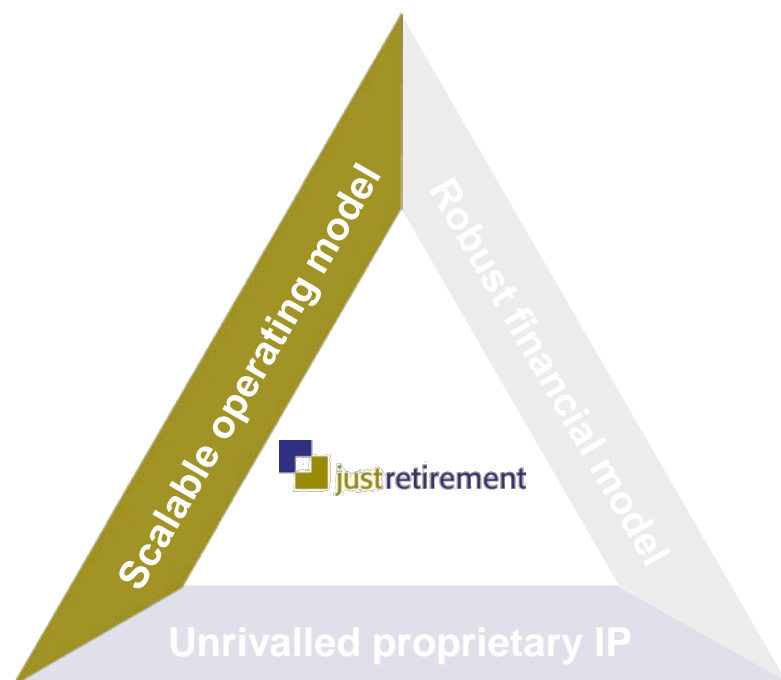 Scalable operating model
Robust financial model
justretirement
Unrivalled proprietary IP